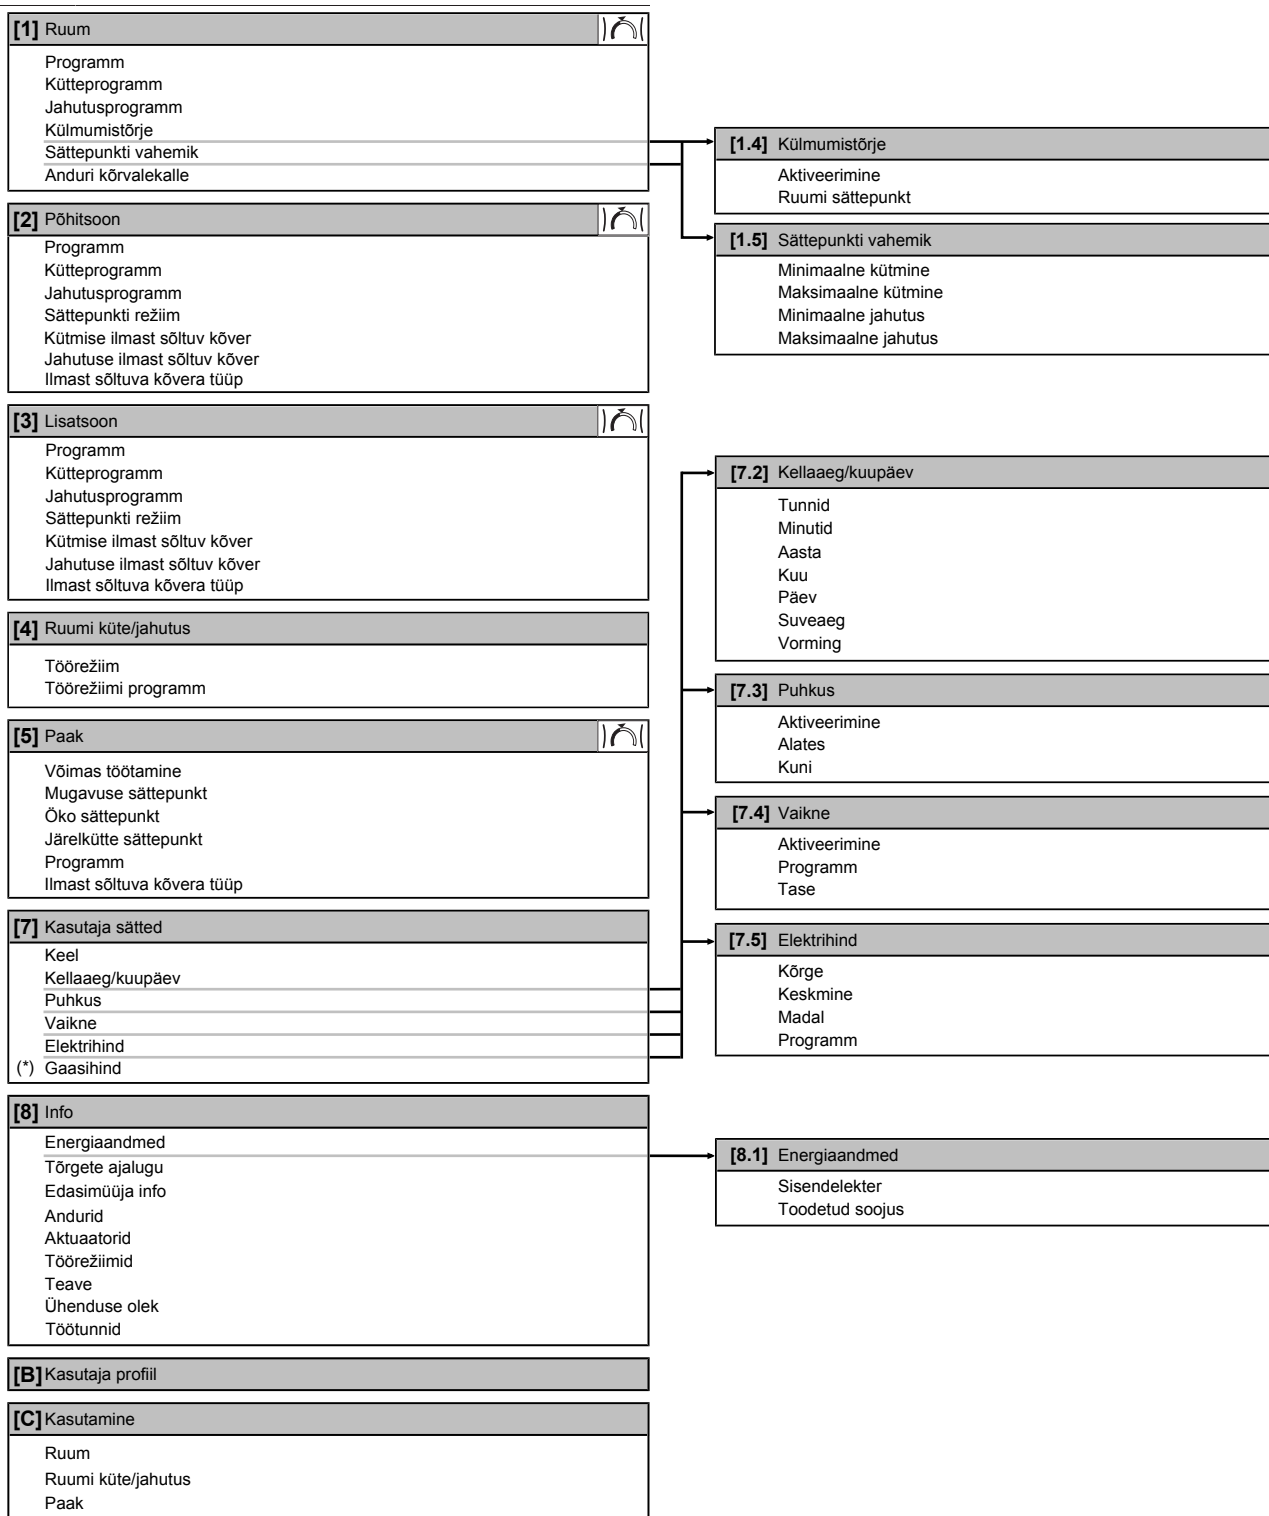 [1] Ruum
Programm
Kütteprogramm
Jahutusprogramm
Külmumistõrje
Sättepunkti vahemik
Anduri kõrvalekalle
[2] Põhitsoon
Programm
Kütteprogramm
Jahutusprogramm
Sättepunkti režiim
Kütmise ilmast sõltuv kõver
Jahutuse ilmast sõltuv kõver
Ilmast sõltuva kõvera tüüp
[3] Lisatsoon
Programm
Kütteprogramm
Jahutusprogramm
Sättepunkti režiim
Kütmise ilmast sõltuv kõver
Jahutuse ilmast sõltuv kõver
Ilmast sõltuva kõvera tüüp
[4] Ruumi küte/jahutus
Töörežiim
Töörežiimi programm
[5] Paak
Võimas töötamine
Mugavuse sättepunkt
Öko sättepunkt
Järelkütte sättepunkt
Programm
Ilmast sõltuva kõvera tüüp
[7] Kasutaja sätted
Keel
Kellaaeg/kuupäev
Puhkus
Vaikne
Elektrihind
(*) Gaasihind
[8] Info
Energiaandmed
Tõrgete ajalugu
Edasimüüja info
Andurid
Aktuaatorid
Töörežiimid
Teave
Ühenduse olek
Töötunnid
[B] Kasutaja profiil
[C] Kasutamine
Ruum
Ruumi küte/jahutus
Paak
[1.4] Külmumistõrje
Aktiveerimine
Ruumi sättepunkt
[1.5] Sättepunkti vahemik
Minimaalne kütmine
Maksimaalne kütmine
Minimaalne jahutus
Maksimaalne jahutus
[7.2] Kellaaeg/kuupäev
Tunnid
Minutid
Aasta
Kuu
Päev
Suveaeg
Vorming
[7.3] Puhkus
Aktiveerimine
Alates
Kuni
[7.4] Vaikne
Aktiveerimine
Programm
Tase
[7.5] Elektrihind
Kõrge
Keskmine
Madal
Programm
[8.1] Energiaandmed
Sisendelekter
Toodetud soojus